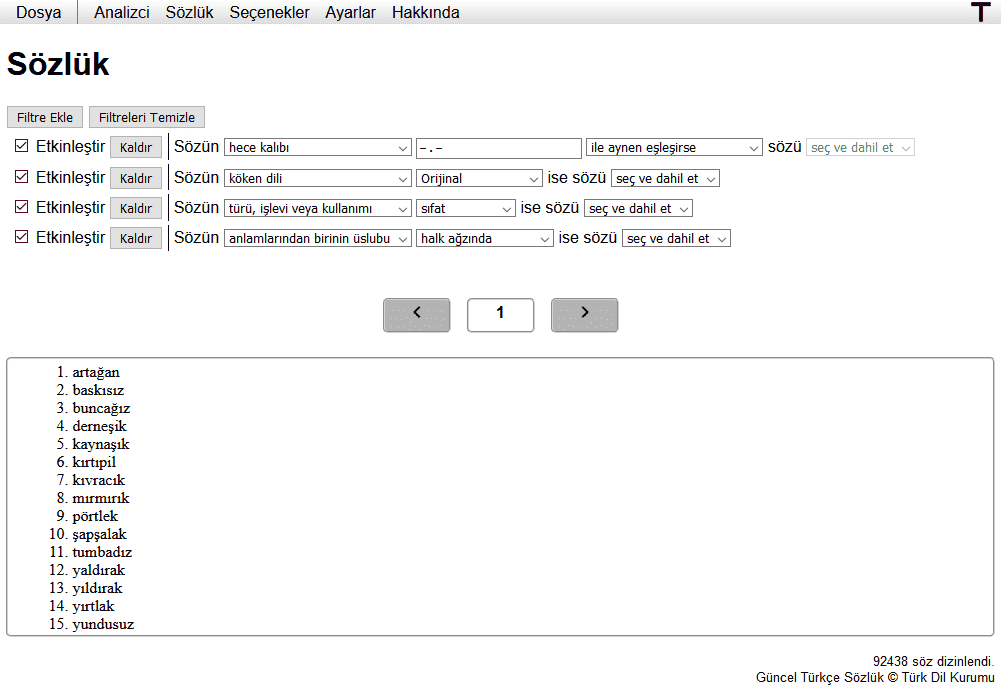 Dosya Analizci Sözlük Seçenekler Ayarlar Hakkında T
Sözlük
Filtre Ekle Filtreleri Temizle
Etkinleştir Kaldır Sözün hece kalıbı -.- ile aynen eşleşirse sözü seç ve dahil et
Etkinleştir Kaldır Sözün köken dili Orijinal ise sözü seç ve dahil et
Etkinleştir Kaldır Sözün türü, işlevi veya kullanımı sıfat ise sözü seç ve dahil et
Etkinleştir Kaldır Sözün anlamlarından birinin üslubu halk ağzında ise sözü seç ve dahil et
< 1 >
1. artağan
2. baskısız
3. buncağız
4. derneşik
5. kaynaşık
6. kırtıpil
7. kıvracık
8. mırmırık
9. pörtlek
10. şapşalak
11. tumbadız
12. yaldırak
13. yıldırak
14. yırtlak
15. yundusuz
92438 söz dizinlendi.
Güncel Türkçe Sözlük © Türk Dil Kurumu